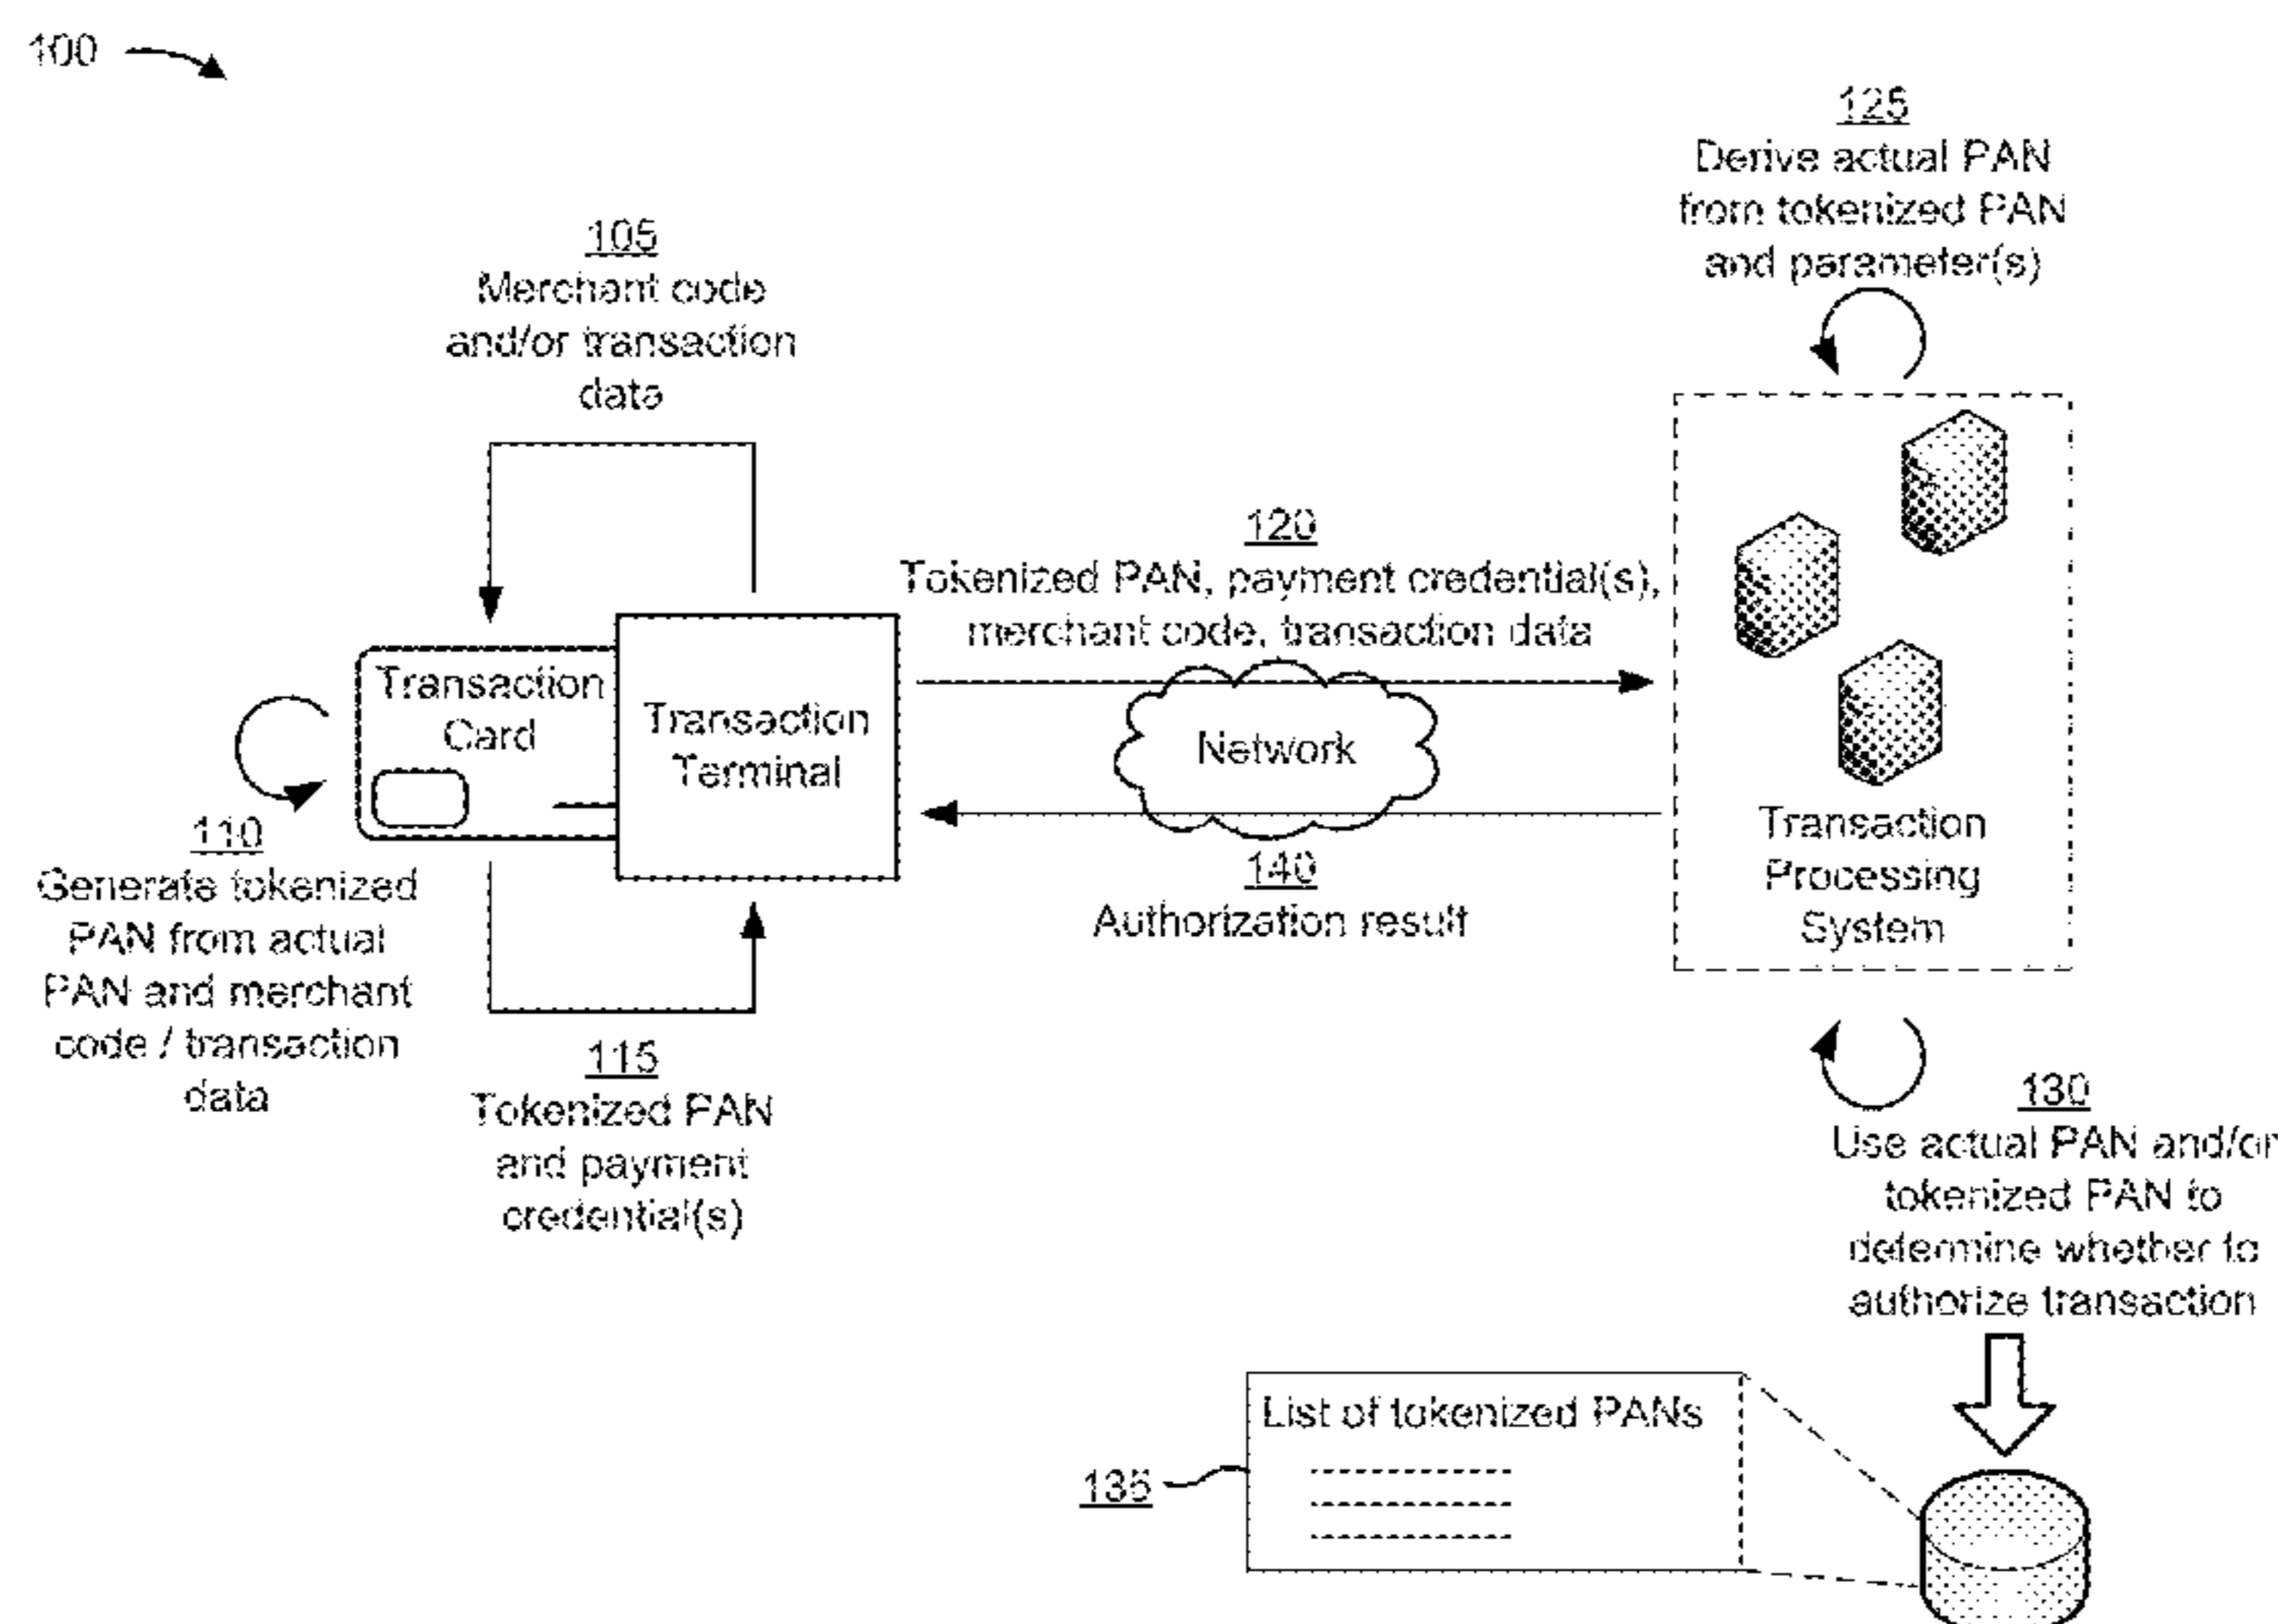 100
125
Derive actual PAN
from tokenized PAN
and parameter(s)
105
Merchant code
and/or transaction
data
120
Tokenized PAN, payment credential(s),
merchant code, transaction data
Transaction
Card
Transaction
Terminal
Network
110
Generate tokenized
PAN from actual
PAN and merchant
code / transaction
data
140
Authorization result
Transaction
Processing
System
115
Tokenized PAN
and payment
credential(s)
130
Use actual PAN and/or
tokenized PAN to
determine whether to
authorize transaction
List of tokenized PANs
135